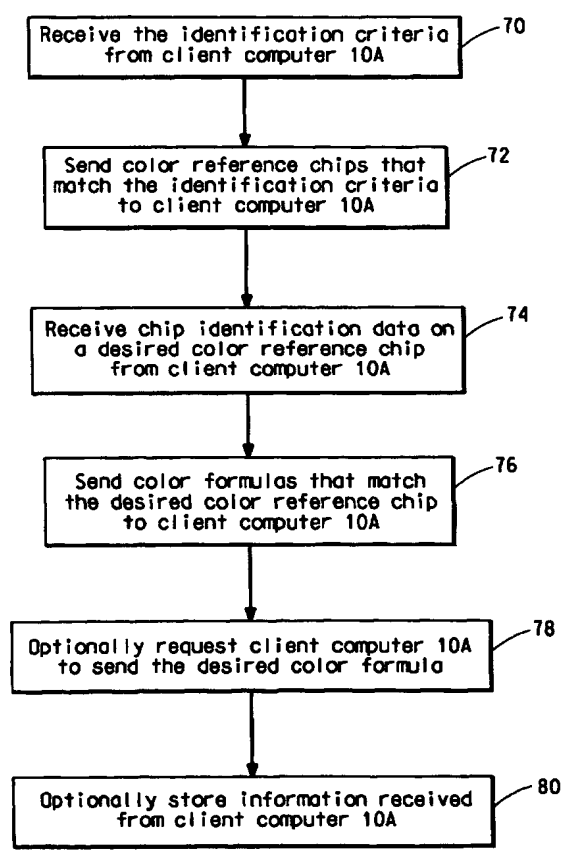 Receive the identification criteria
from client computer 10A
70
Send color reference chips that
match the identification criteria
to client computer 10A
72
Receive chip identification data on
a desired color reference chip
from client computer 10A
74
Send color formulas that match
the desired color reference chip
to client computer 10A
76
Optionally request client computer 10A
to send the desired color formula
78
Optionally store information received
from client computer 10A
80